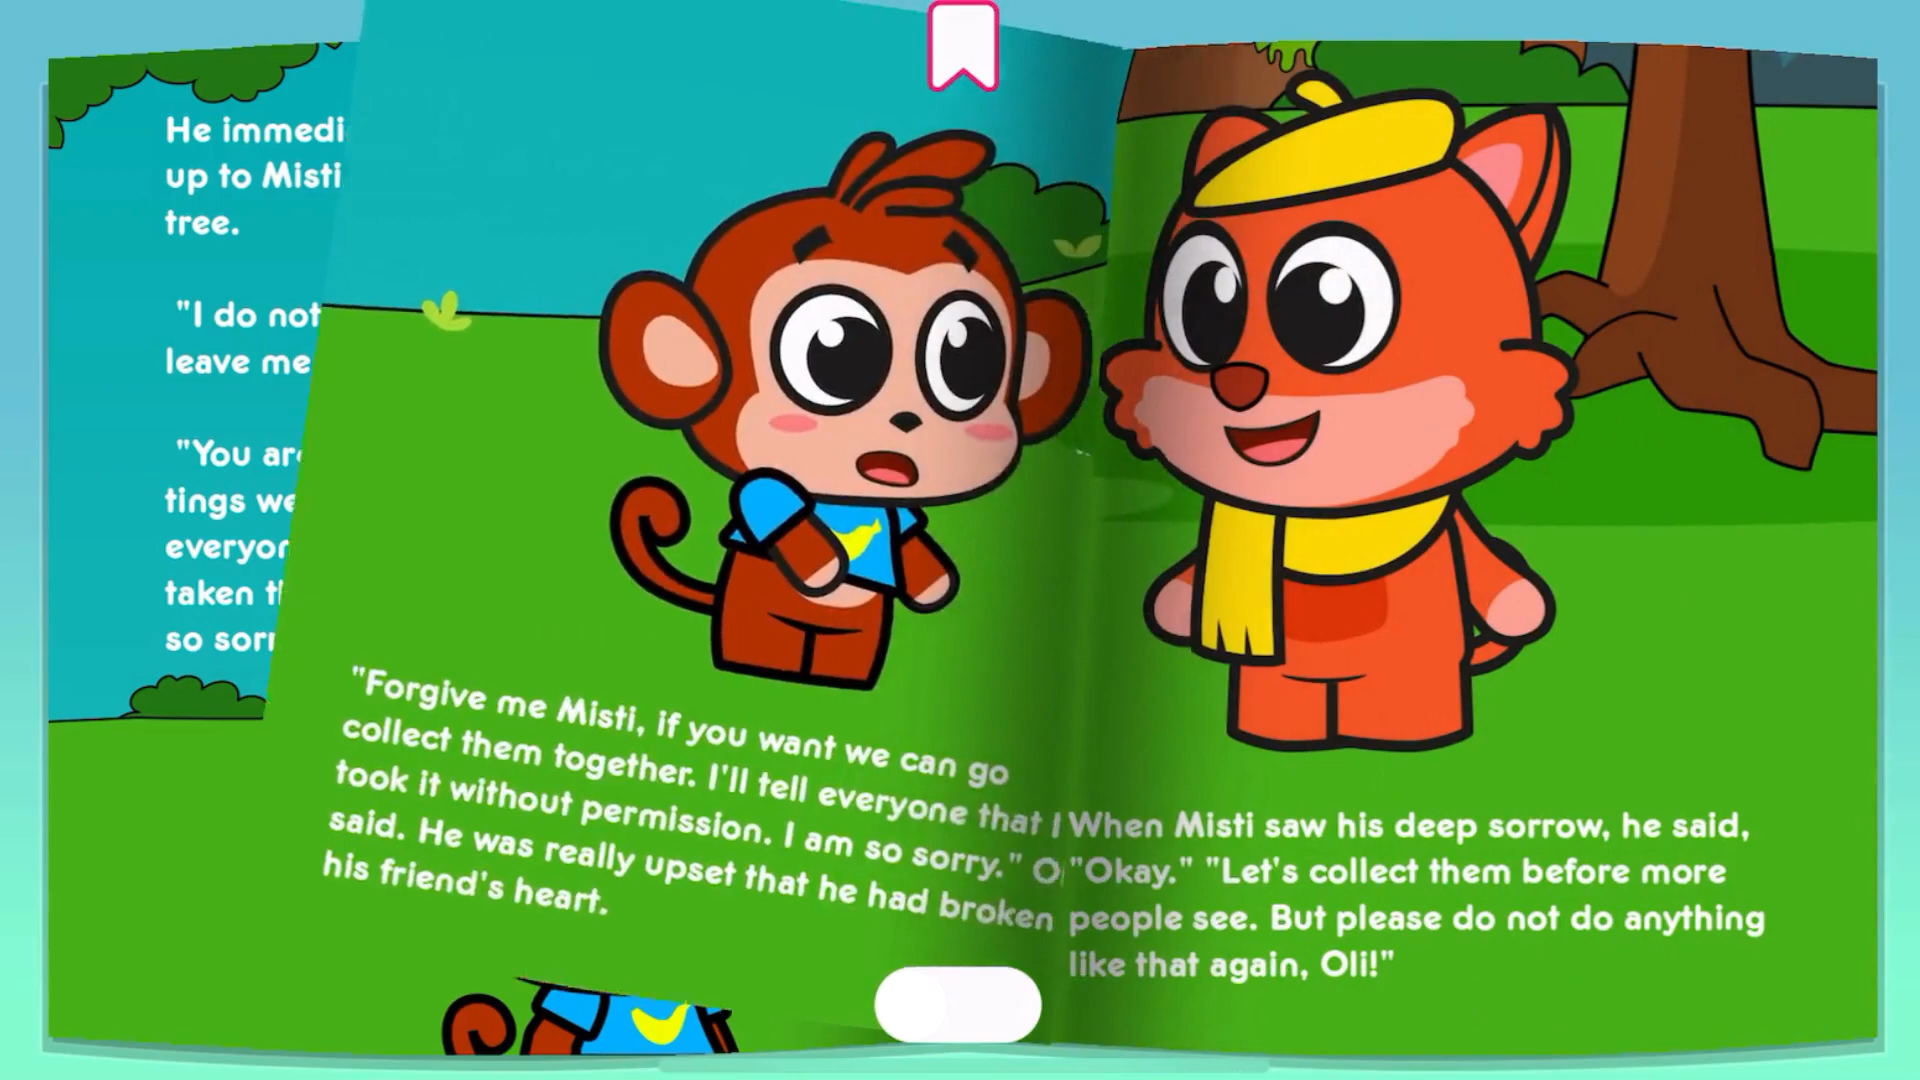 He immedi
up to Misti
tree.
"I do not
leave me
"You are
tings we
everyon
taken th
so sorr
"Forgive me Misti, if you want we can go
collect them together. I'll tell everyone that I
took it without permission. I am so sorry." O
said. He was really upset that he had broken
his friend's heart.
When Misti saw his deep sorrow, he said,
"Okay." "Let's collect them before more
people see. But please do not do anything
like that again, Oli!"